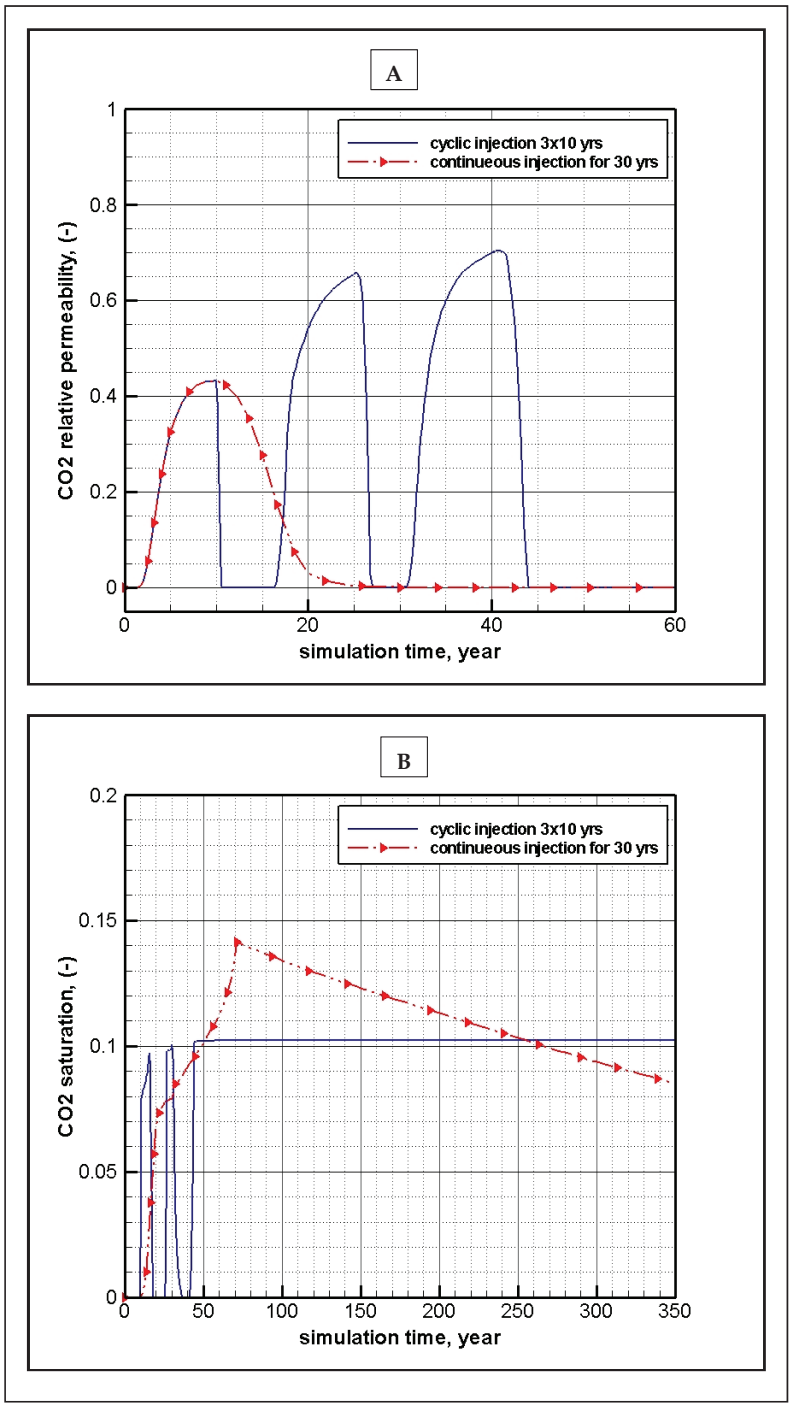 A
1
0.8
0.6
0.4
0.2
0
CO2 relative permeability, (-)
cyclic injection 3x10 yrs
continueous injection for 30 yrs
0 20 40 60
simulation time, year
B
0.2
0.15
0.1
0.05
0
CO2 saturation, (-)
cyclic injection 3x10 yrs
continueous injection for 30 yrs
0 50 100 150 200 250 300 350
simulation time, year